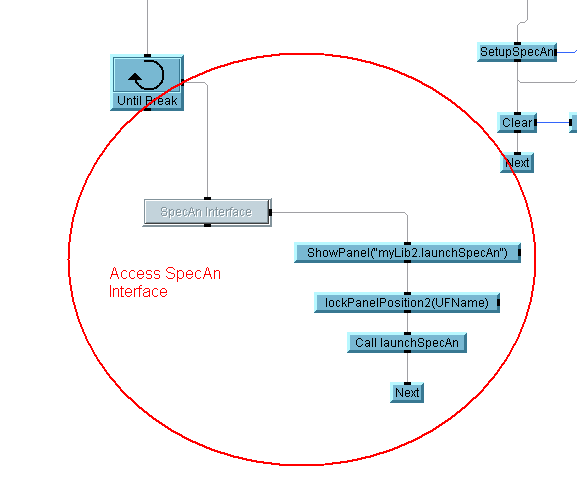 SetupSpecAn
Until Break
Clear
Next
SpecAn Interface
ShowPanel("myLib2.launchSpecAn")
Access SpecAn
Interface
lockPanelPosition2(UFName)
Call launchSpecAn
Next